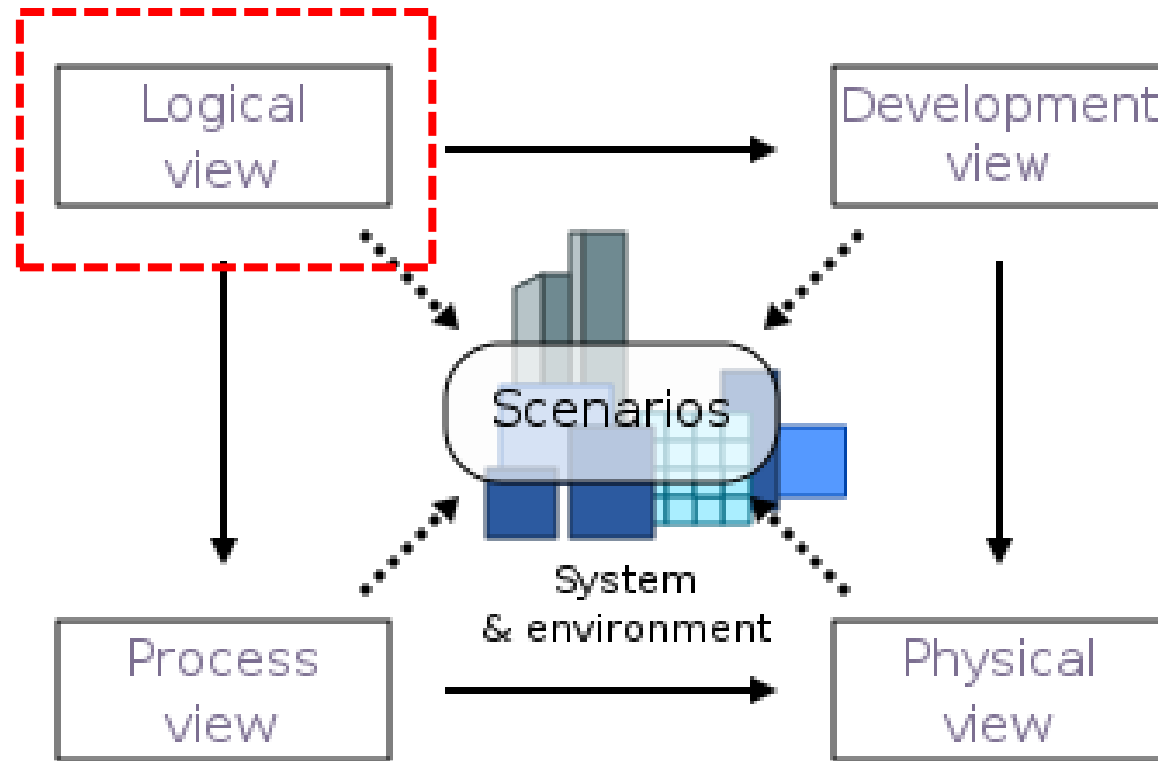 Logical
view
Development
view
Scenarios
System
& environment
Process
view
Physical
view